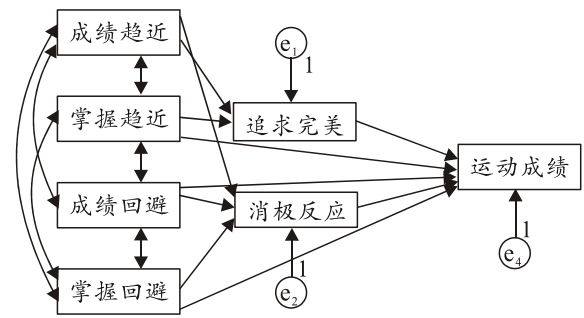 成绩趋近
掌握趋近
成绩回避
掌握回避
e1
1
追求完美
消极反应
1
e2
运动成绩
1
e4